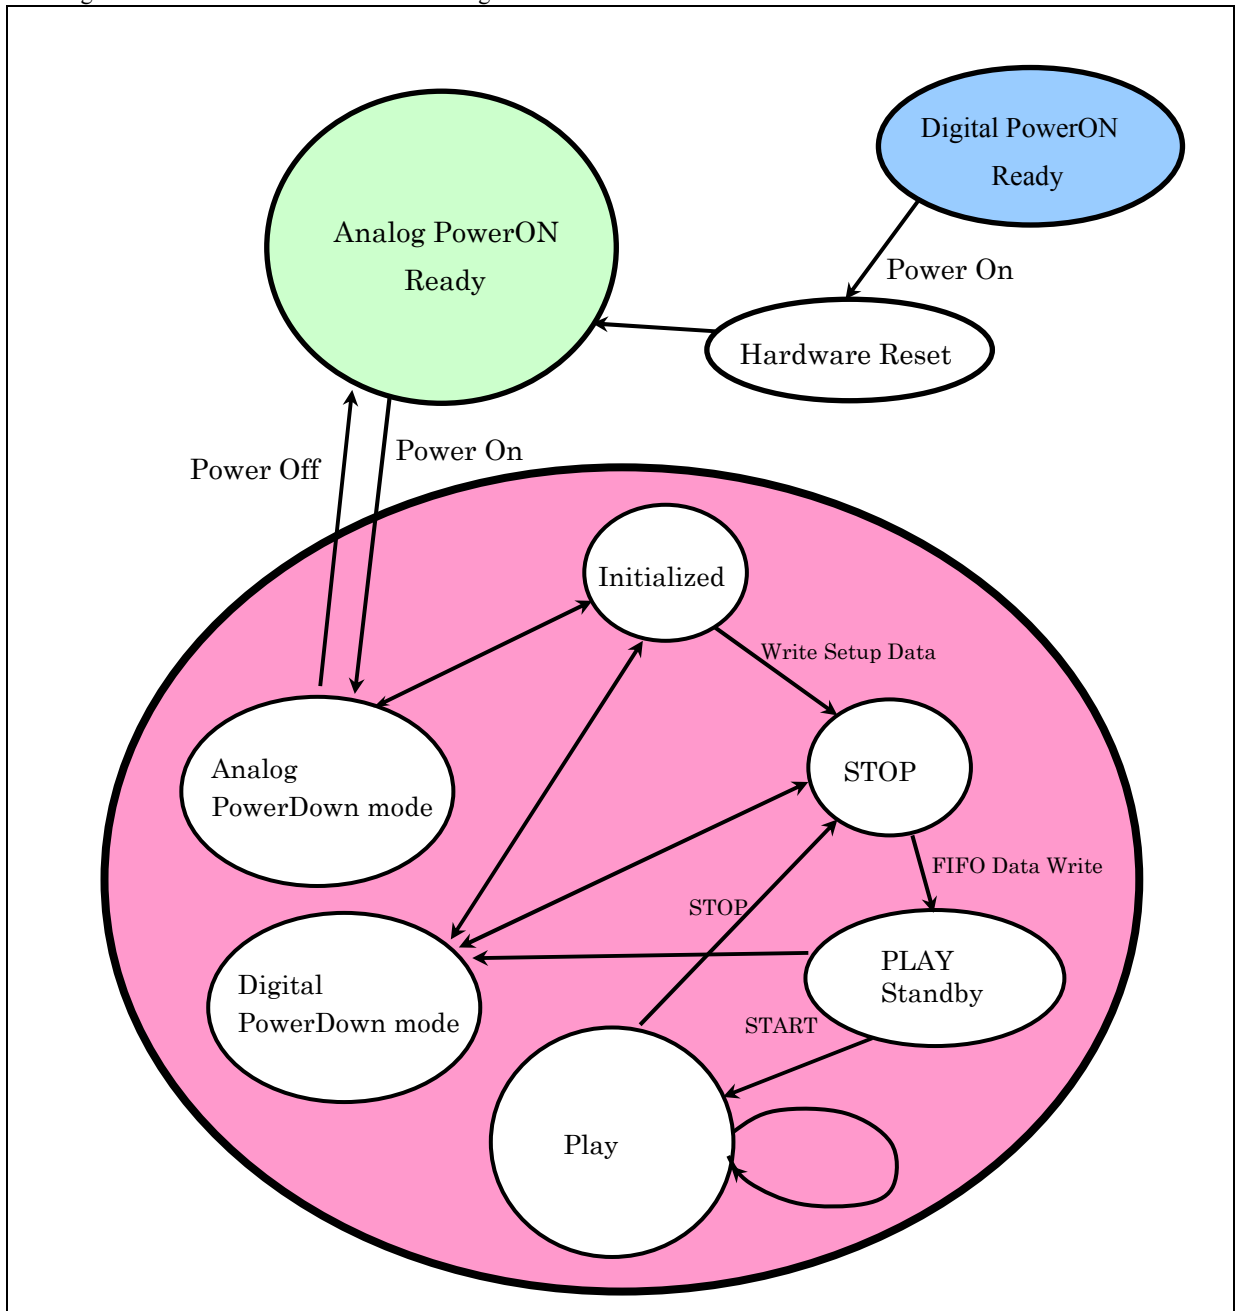 Digital PowerON
Ready
Analog PowerON
Ready
Power On
Hardware Reset
Power On
Power Off
Initialized
Write Setup Data
Analog
PowerDown mode
STOP
FIFO Data Write
STOP
PLAY
Standby
Digital
PowerDown mode
START
Play